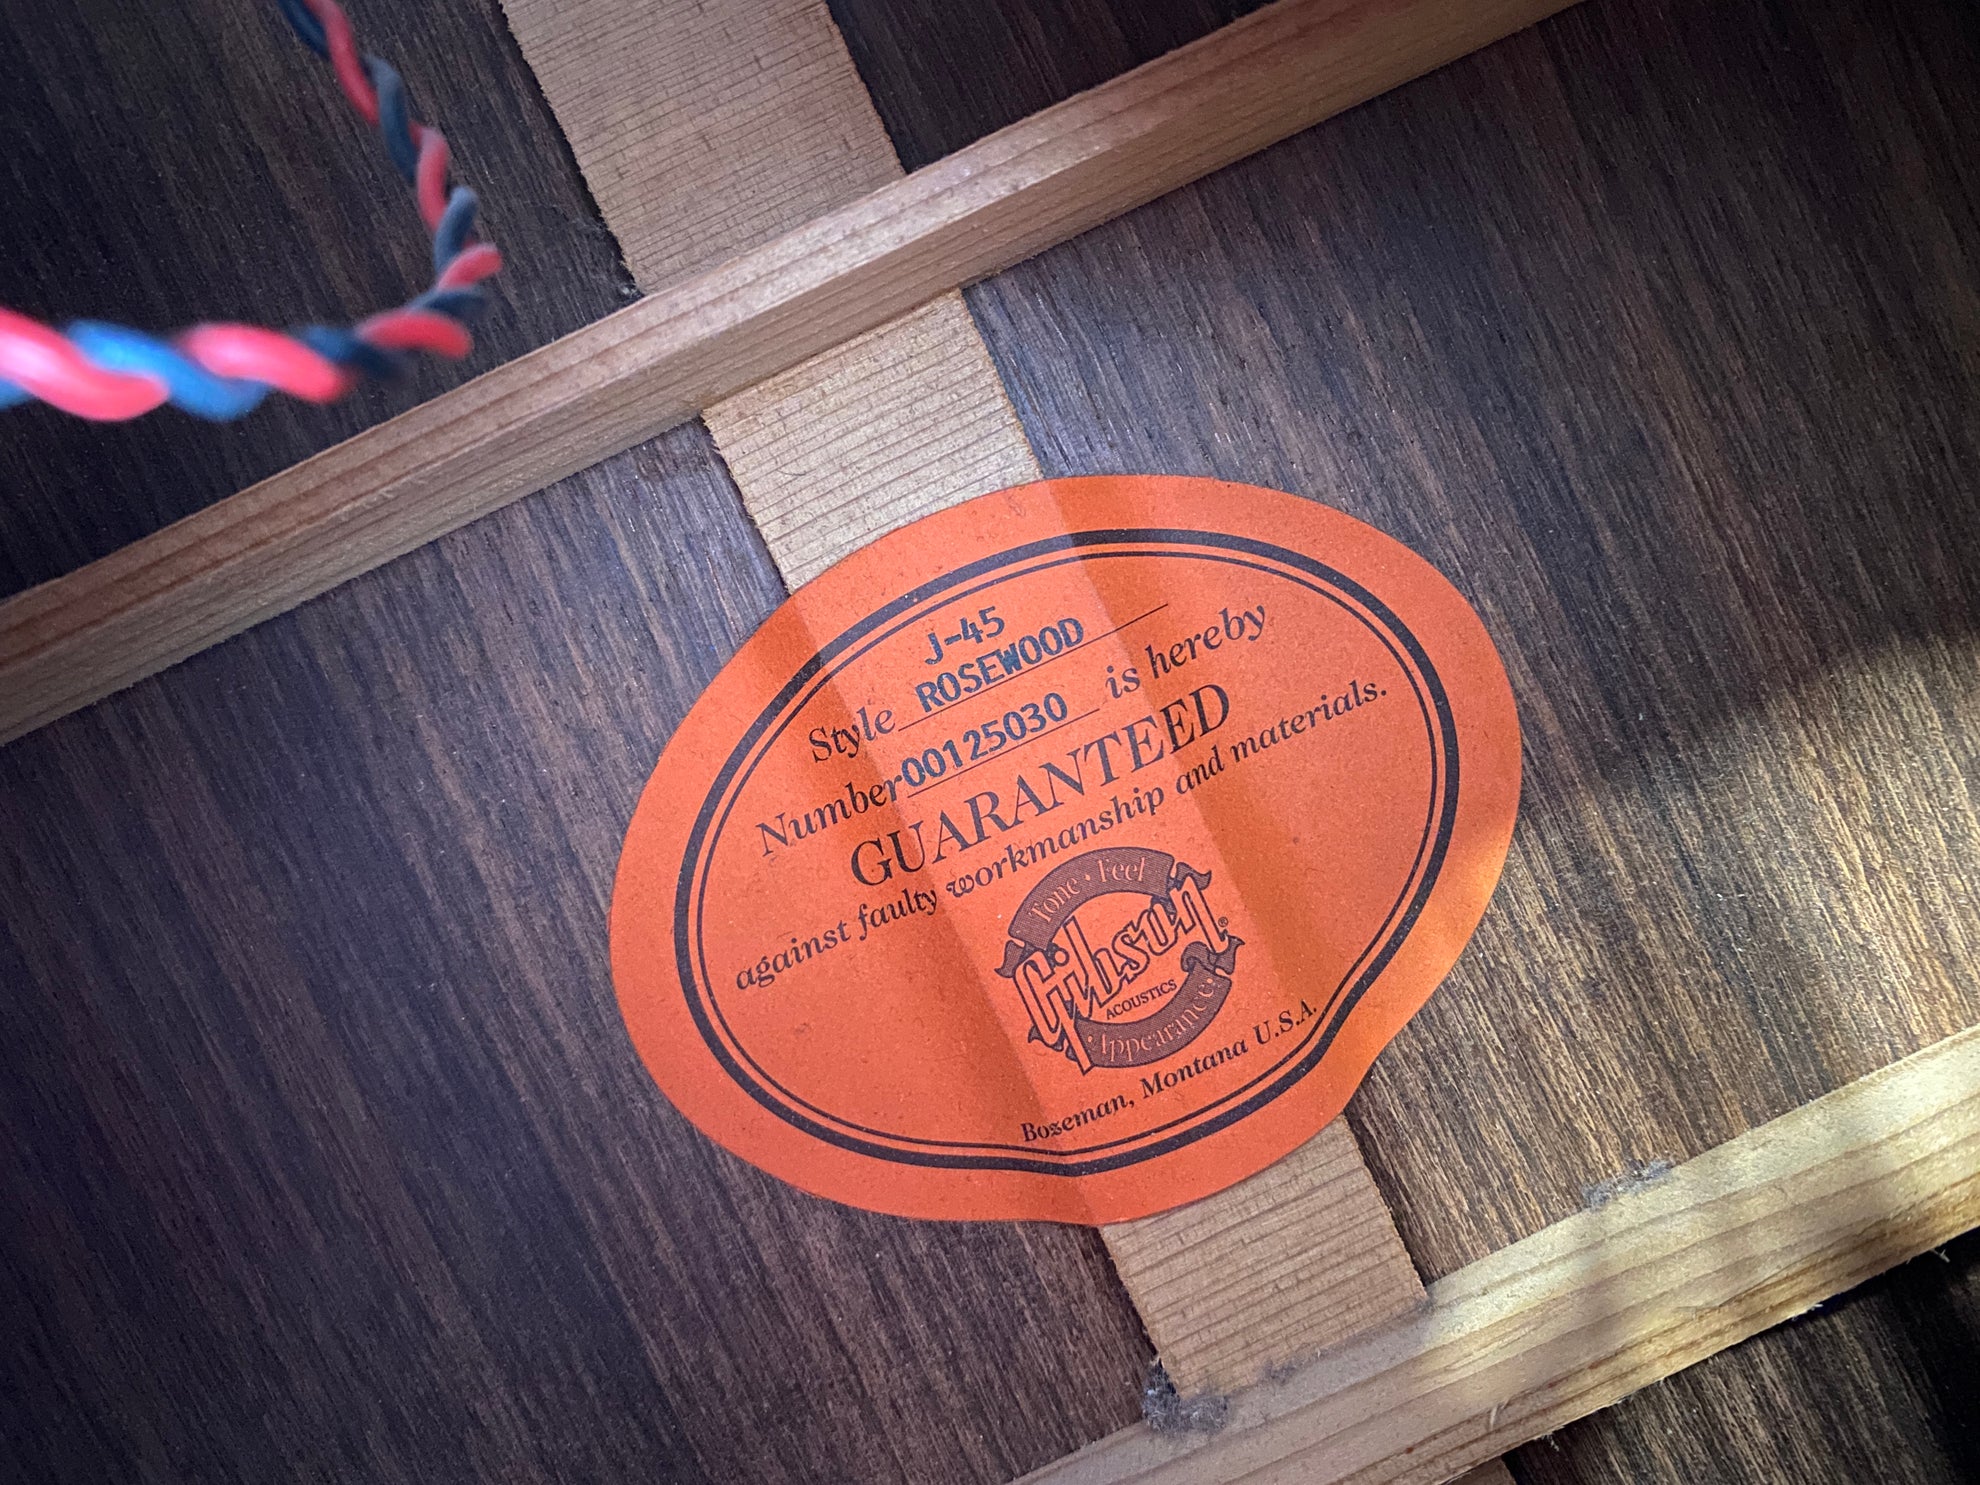 J-45
Style ROSEWOOD
Number 00125030 is hereby
GUARANTEED
against faulty workmanship and materials.
Tone • Feel
Gibson®
ACOUSTICS
•Appearance•
Bozeman, Montana U.S.A.